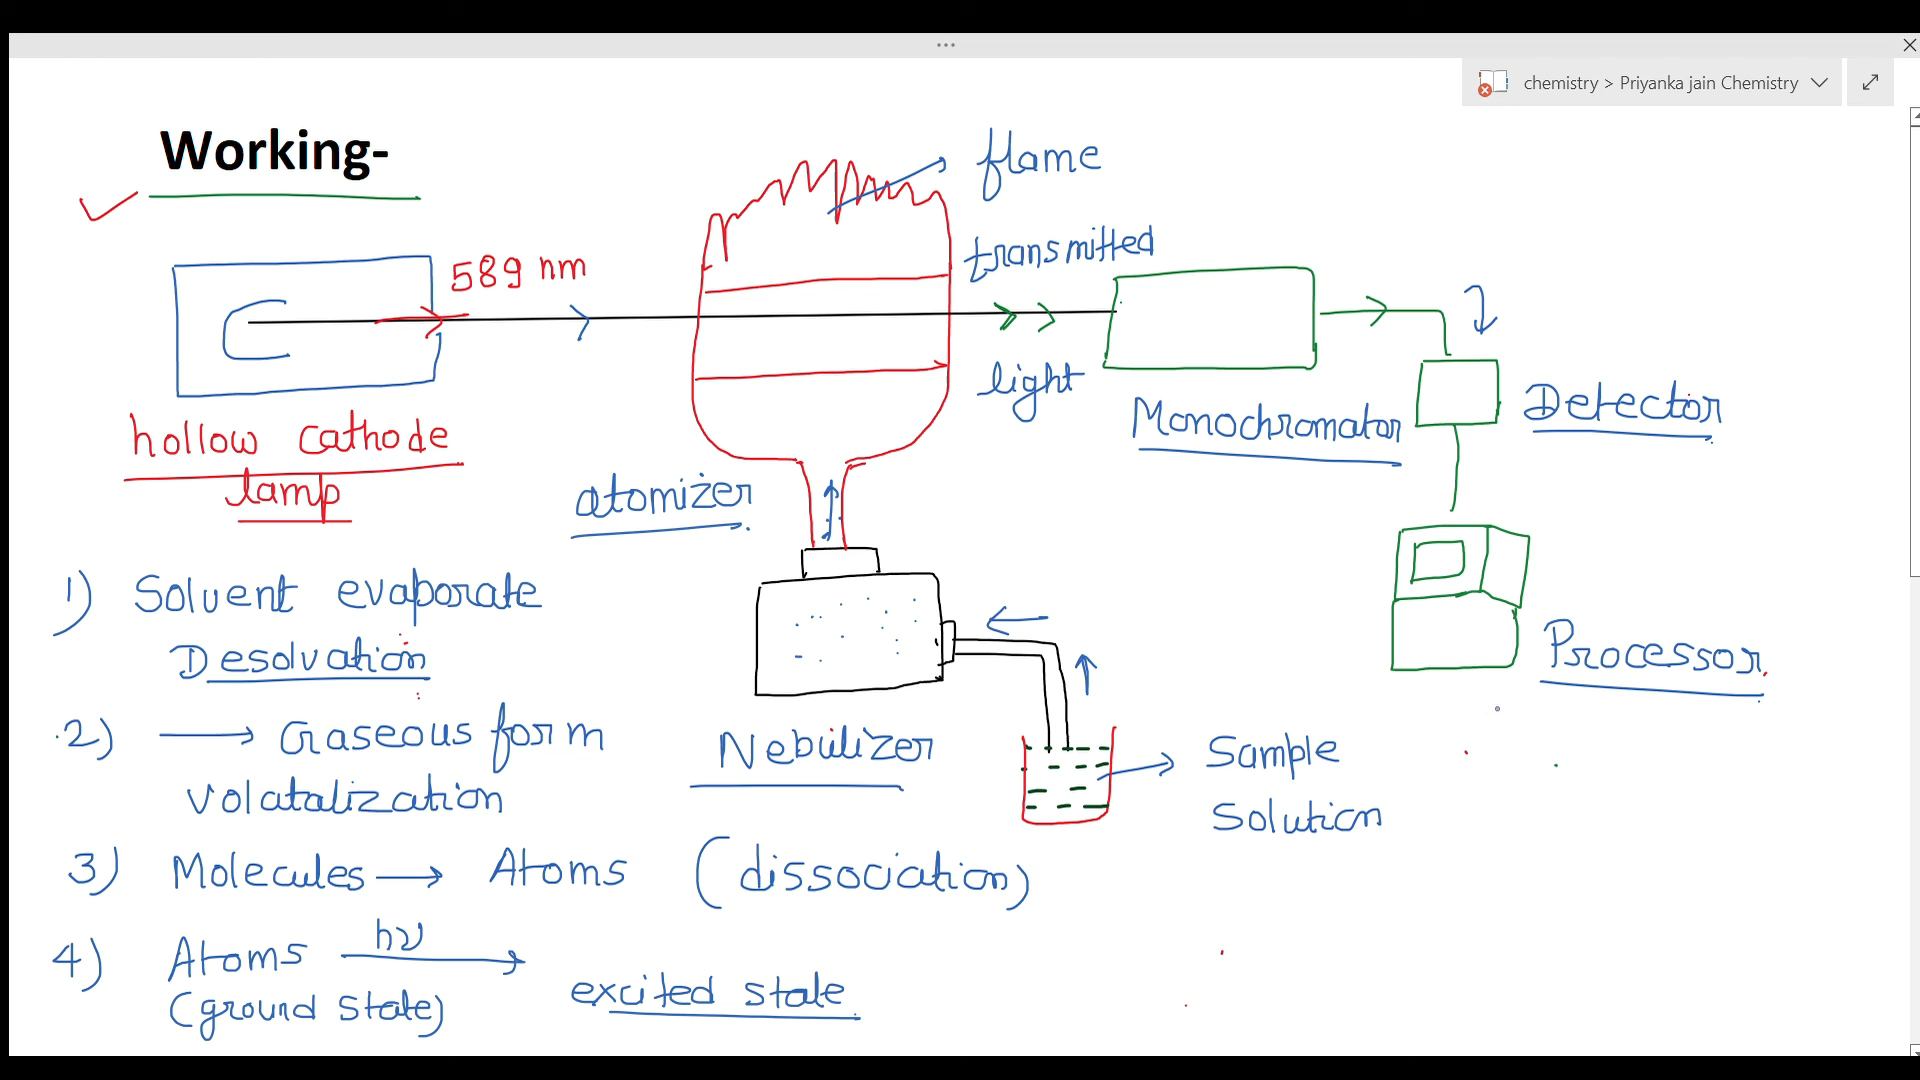 chemistry > Priyanka jain Chemistry
Working-
flame
transmitted
589 nm
light
hollow cathode
lamp
Monochromator
Detector
atomizer
1) Solvent evaporate
Desolvation
Processor
2) → Gaseous form
volatalization
Nebulizer
Sample
Solution
3) Molecules → Atoms (dissociation)
4) Atoms hν →
(ground state)
excited state